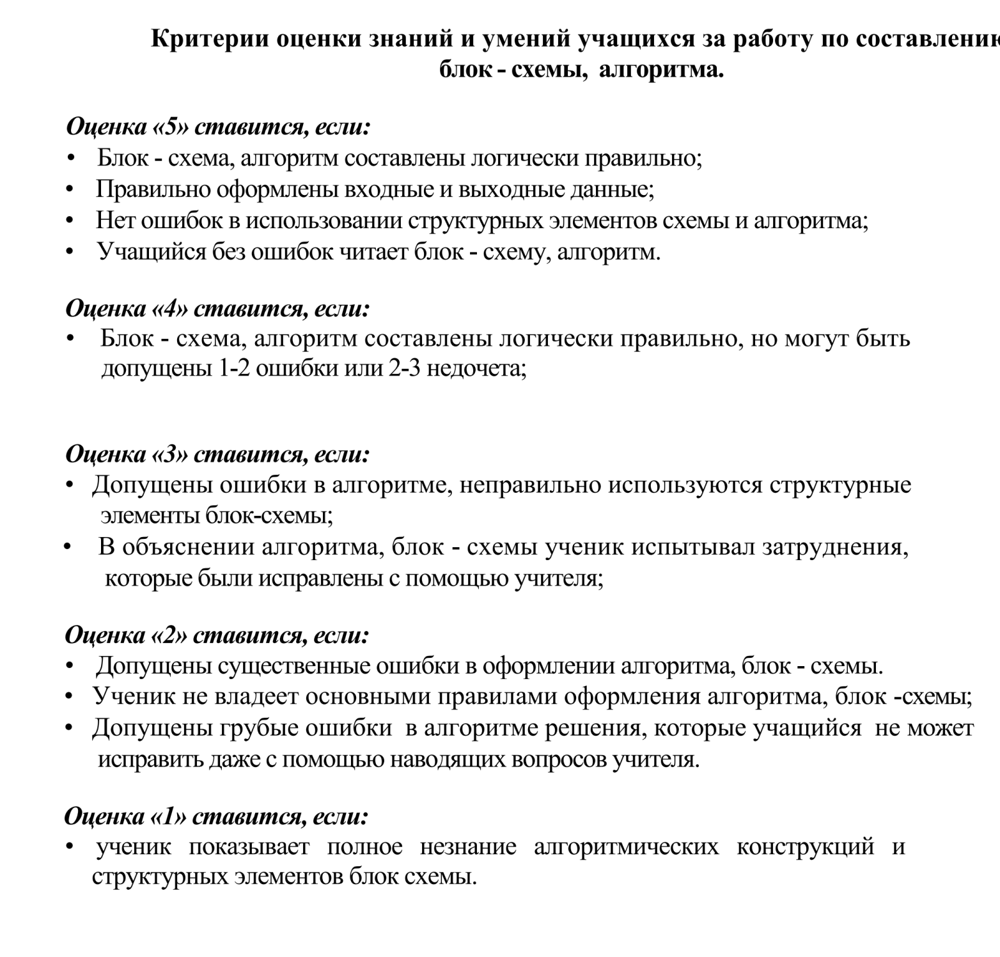 Критерии оценки знаний и умений учащихся за работу по составлению
блок - схемы, алгоритма.
Оценка «5» ставится, если:
• Блок - схема, алгоритм составлены логически правильно;
• Правильно оформлены входные и выходные данные;
• Нет ошибок в использовании структурных элементов схемы и алгоритма;
• Учащийся без ошибок читает блок - схему, алгоритм.
Оценка «4» ставится, если:
• Блок - схема, алгоритм составлены логически правильно, но могут быть
допущены 1-2 ошибки или 2-3 недочета;
Оценка «3» ставится, если:
• Допущены ошибки в алгоритме, неправильно используются структурные
элементы блок-схемы;
• В объяснении алгоритма, блок - схемы ученик испытывал затруднения,
которые были исправлены с помощью учителя;
Оценка «2» ставится, если:
• Допущены существенные ошибки в оформлении алгоритма, блок - схемы.
• Ученик не владеет основными правилами оформления алгоритма, блок -схемы;
• Допущены грубые ошибки в алгоритме решения, которые учащийся не может
исправить даже с помощью наводящих вопросов учителя.
Оценка «1» ставится, если:
• ученик показывает полное незнание алгоритмических конструкций и
структурных элементов блок схемы.